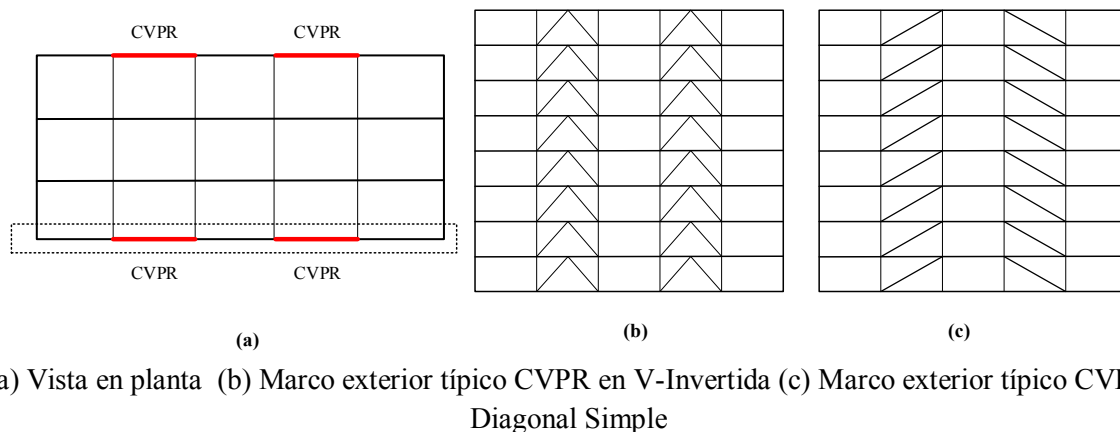 CVPR CVPR
CVPR CVPR
(a) (b) (c)
a) Vista en planta (b) Marco exterior típico CVPR en V-Invertida (c) Marco exterior típico
Diagonal Simple